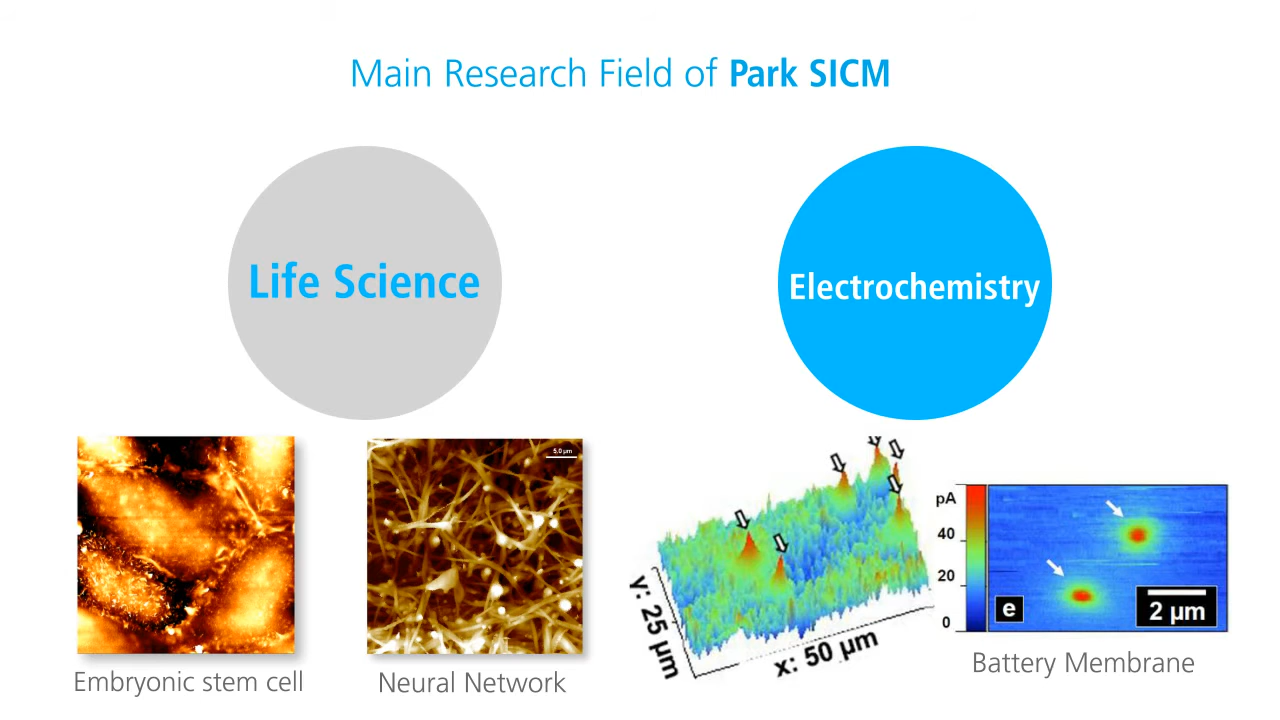 Main Research Field of Park SICM
Life Science
Electrochemistry
5.0 µm
Embryonic stem cell
Neural Network
y: 25 µm
x: 50 µm
pA
40
20
0
e
2 µm
Battery Membrane